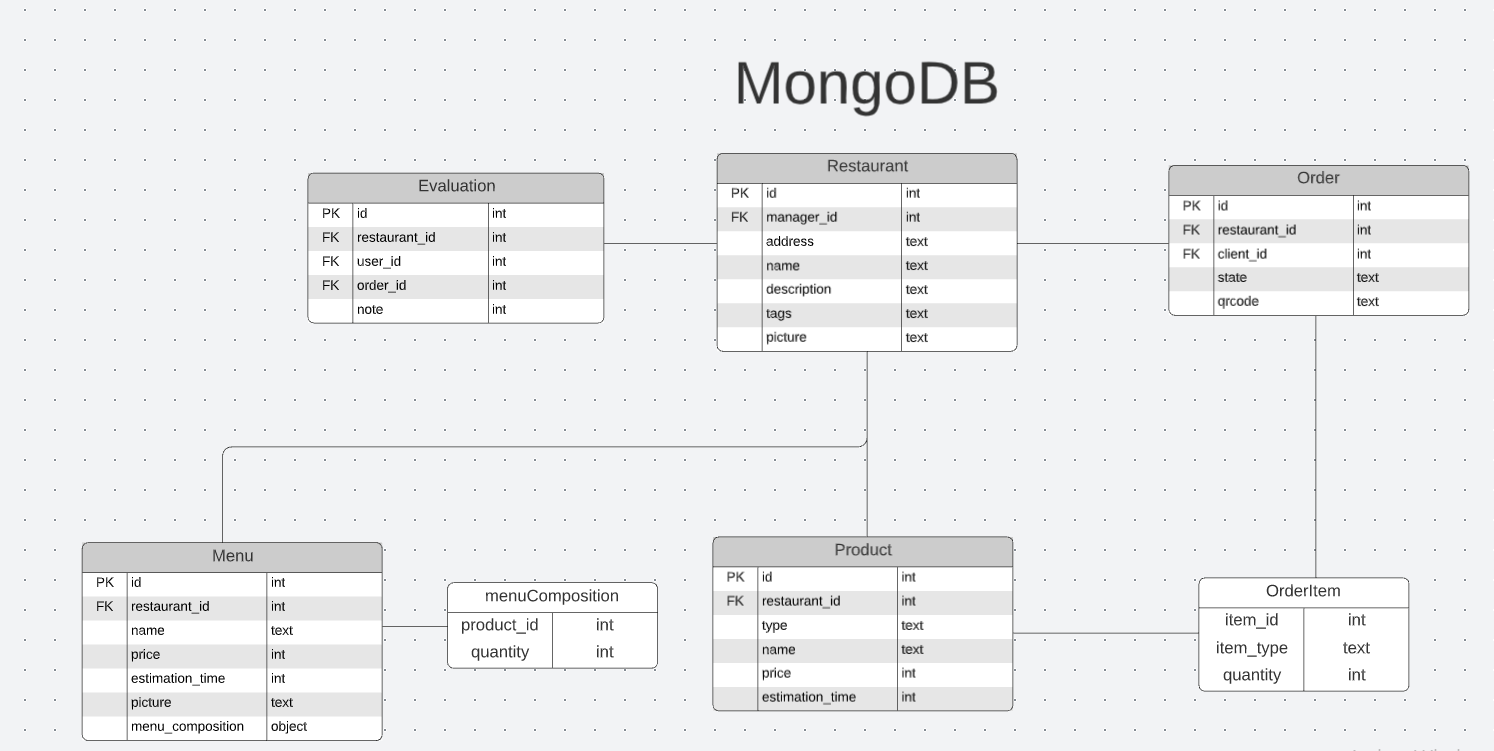 MongoDB
Evaluation
PK id int
FK restaurant_id int
FK user_id int
FK order_id int
note int
Restaurant
PK id int
FK manager_id int
address text
name text
description text
tags text
picture text
Order
PK id int
FK restaurant_id int
FK client_id int
state text
qrcode text
Menu
PK id int
FK restaurant_id int
name text
price int
estimation_time int
picture text
menu_composition object
menuComposition
product_id int
quantity int
Product
PK id int
FK restaurant_id int
type text
name text
price int
estimation_time int
OrderItem
item_id int
item_type text
quantity int